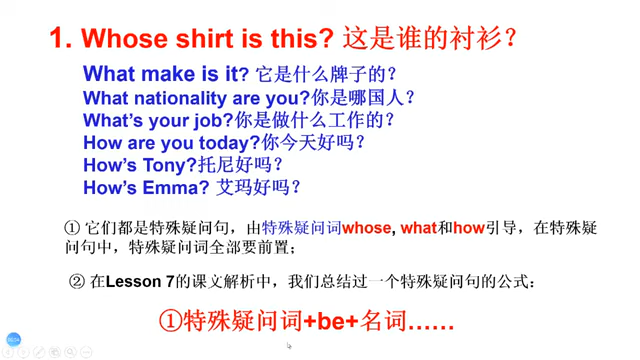 1. Whose shirt is this? 这是谁的衬衫?
What make is it? 它是什么牌子的?
What nationality are you?你是哪国人?
What's your job?你是做什么工作的?
How are you today?你今天好吗?
How's Tony?托尼好吗?
How's Emma? 艾玛好吗?
① 它们都是特殊疑问句，由特殊疑问词whose, what和how引导，在特殊疑
问句中，特殊疑问词全部要前置；
② 在Lesson 7的课文解析中，我们总结过一个特殊疑问句的公式：
①特殊疑问词+be+名词……